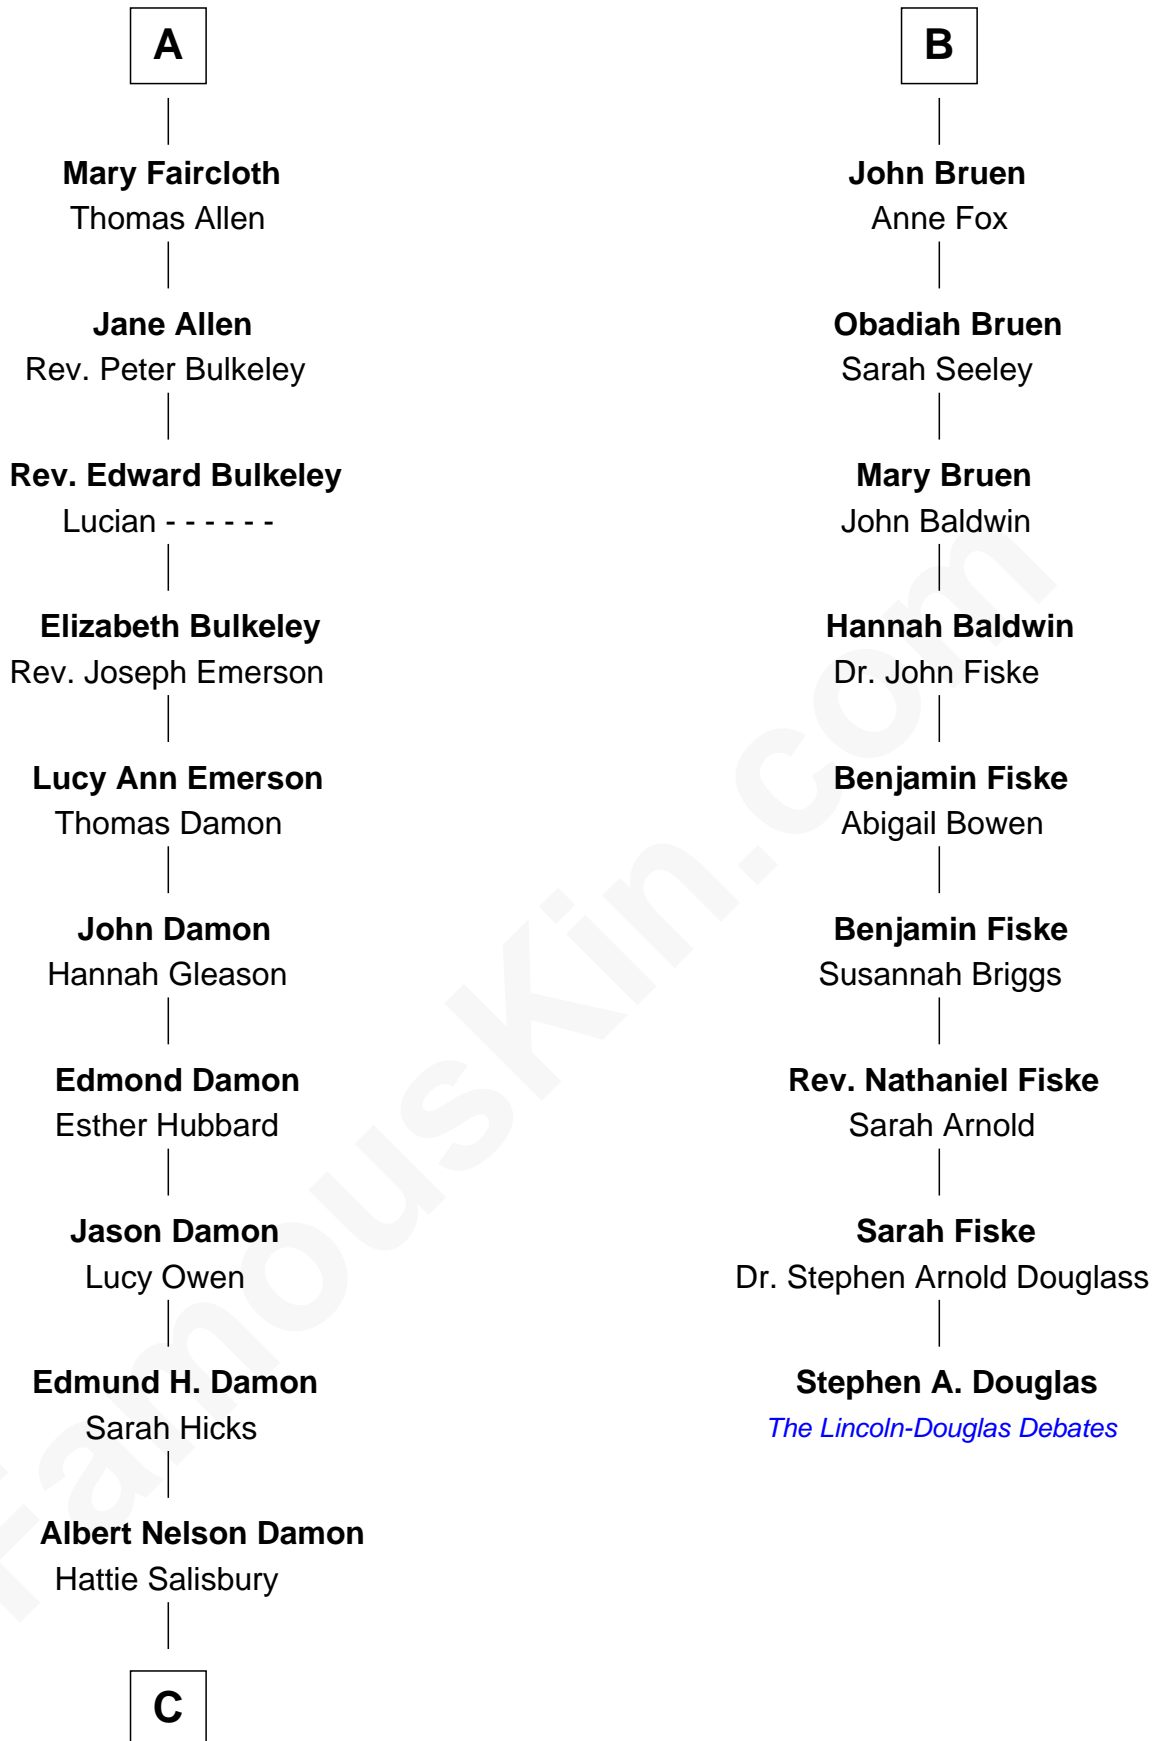 A
Mary Faircloth
Thomas Allen
Jane Allen
Rev. Peter Bulkeley
Rev. Edward Bulkeley
Lucian - - - - - -
Elizabeth Bulkeley
Rev. Joseph Emerson
Lucy Ann Emerson
Thomas Damon
John Damon
Hannah Gleason
Edmond Damon
Esther Hubbard
Jason Damon
Lucy Owen
Edmund H. Damon
Sarah Hicks
Albert Nelson Damon
Hattie Salisbury
C
B
John Bruen
Anne Fox
Obadiah Bruen
Sarah Seeley
Mary Bruen
John Baldwin
Hannah Baldwin
Dr. John Fiske
Benjamin Fiske
Abigail Bowen
Benjamin Fiske
Susannah Briggs
Rev. Nathaniel Fiske
Sarah Arnold
Sarah Fiske
Dr. Stephen Arnold Douglass
Stephen A. Douglas
The Lincoln-Douglas Debates
FamousKin.com